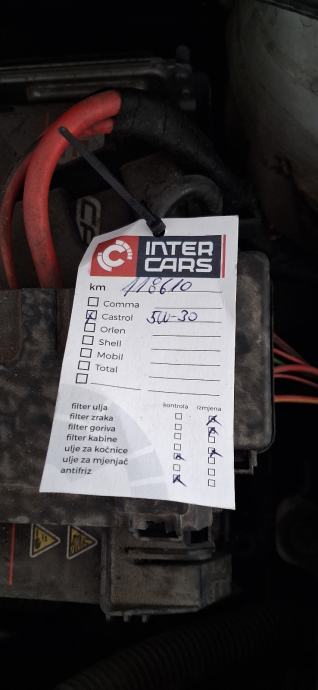 INTER
CARS
km 118610
Comma
Castrol 5W-30
Orlen
Shell
Mobil
Total
kontrola izmjena
filter ulja
filter zraka
filter goriva
filter kabine
ulje za kočnice
ulje za mjenjač
antifriz